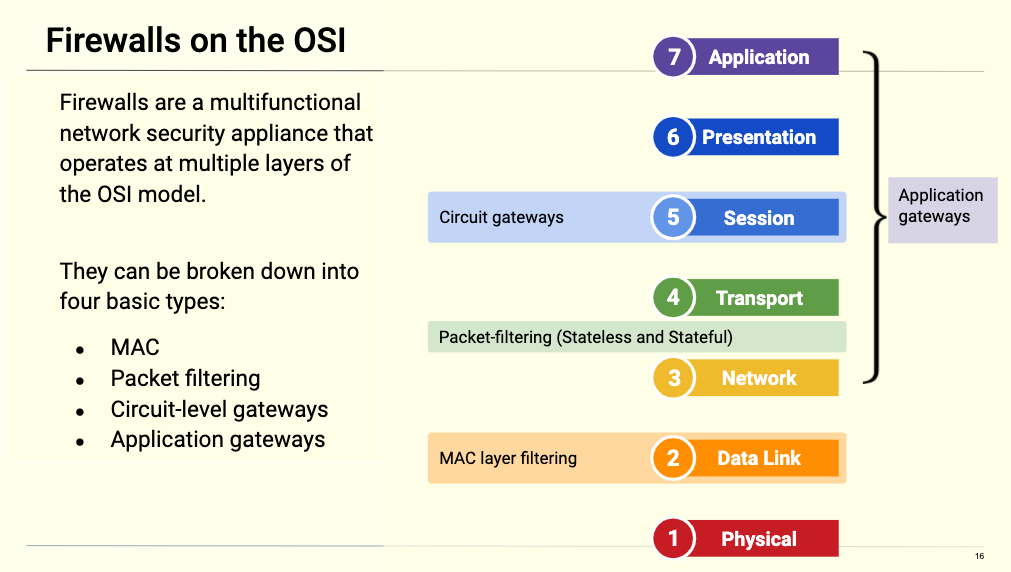 Firewalls on the OSI
Firewalls are a multifunctional
network security appliance that
operates at multiple layers of
the OSI model.
They can be broken down into
four basic types:
● MAC
● Packet filtering
● Circuit-level gateways
● Application gateways
7 Application
6 Presentation
Circuit gateways 5 Session
4 Transport
Packet-filtering (Stateless and Stateful)
3 Network
MAC layer filtering 2 Data Link
1 Physical
Application
gateways
16